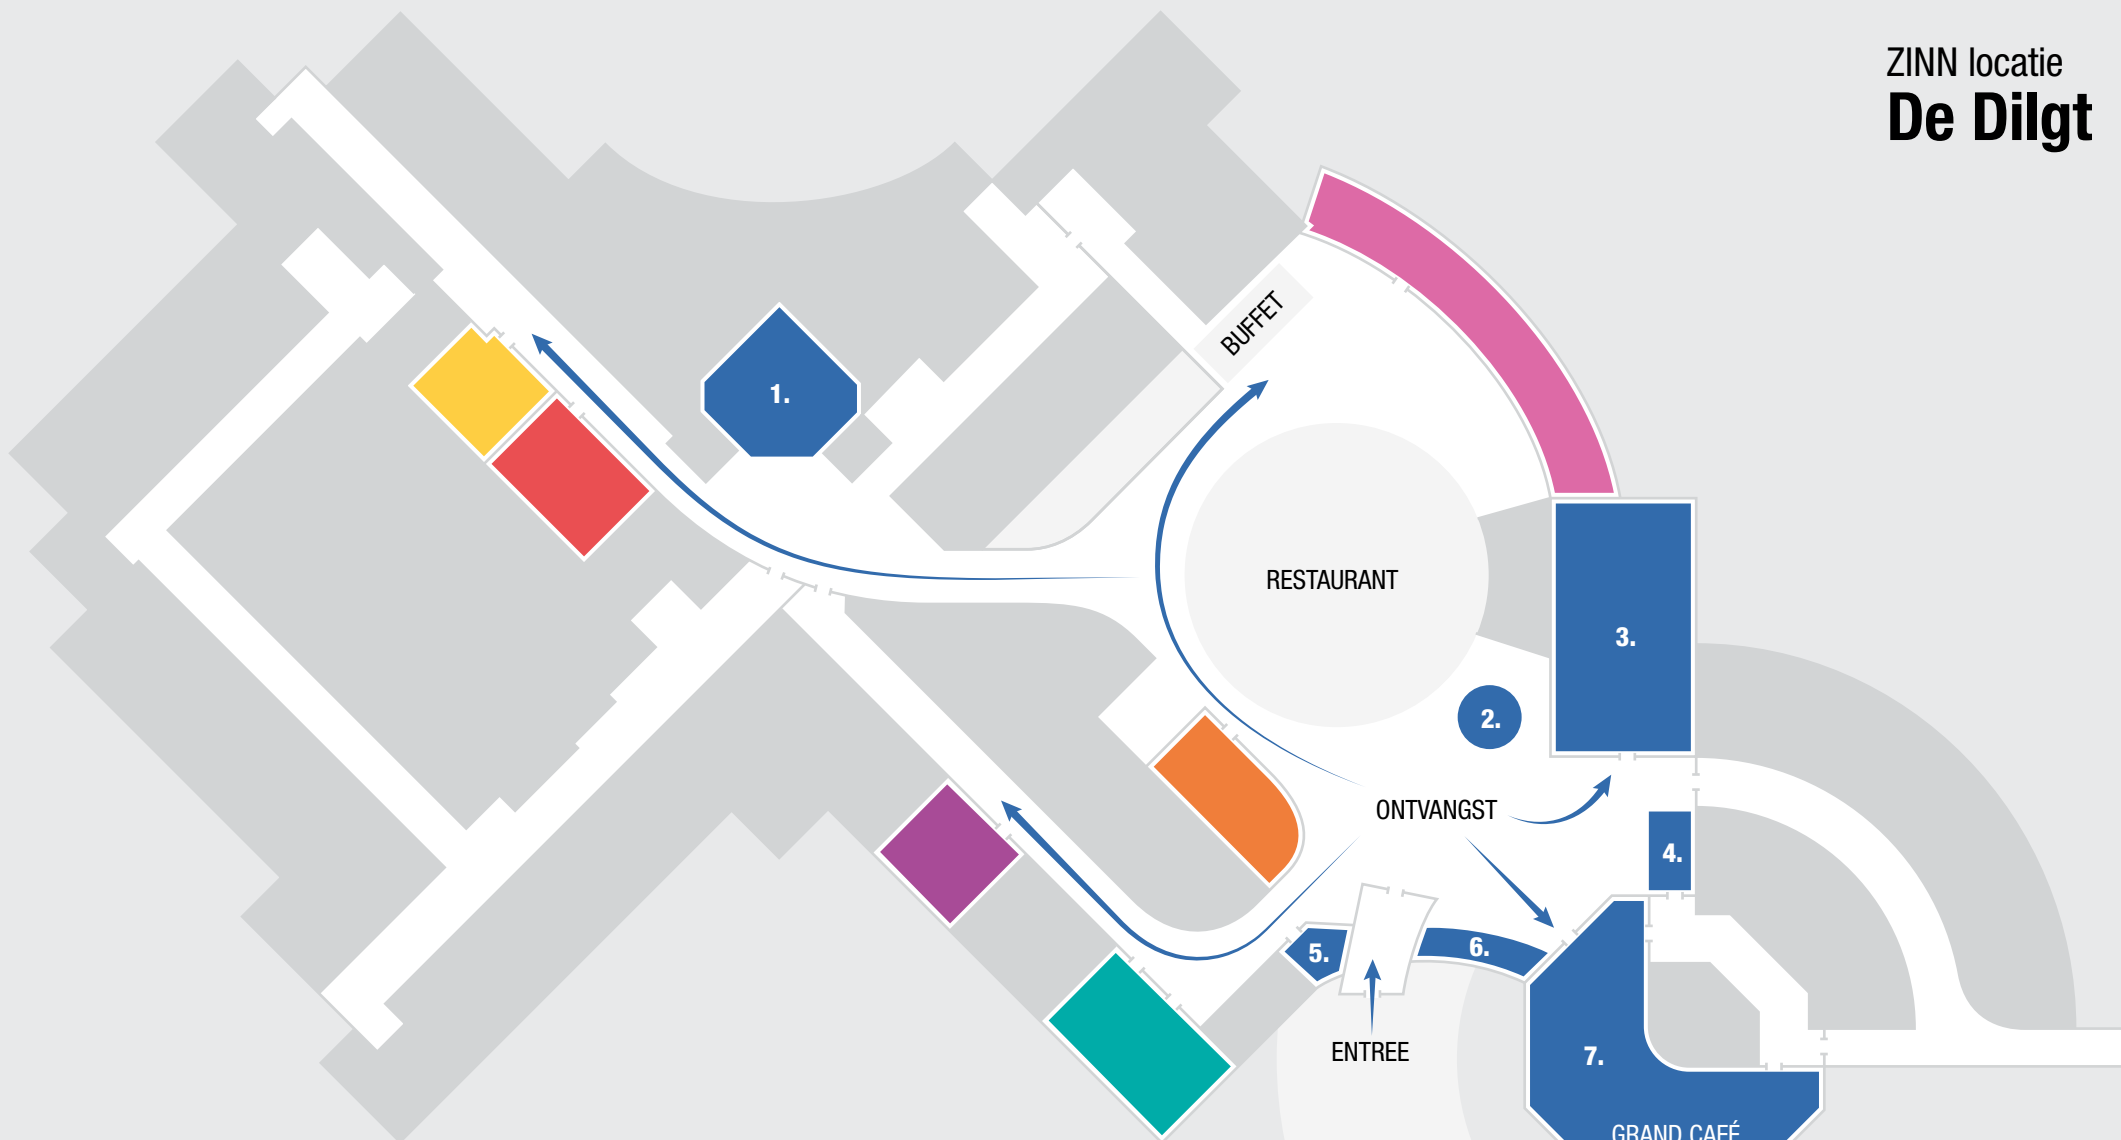 ZINN locatie
De Dilgt
BUFFET
1.
RESTAURANT
3.
2.
ONTVANGST
4.
5.
6.
ENTREE
7.
GRAND CAFÉ